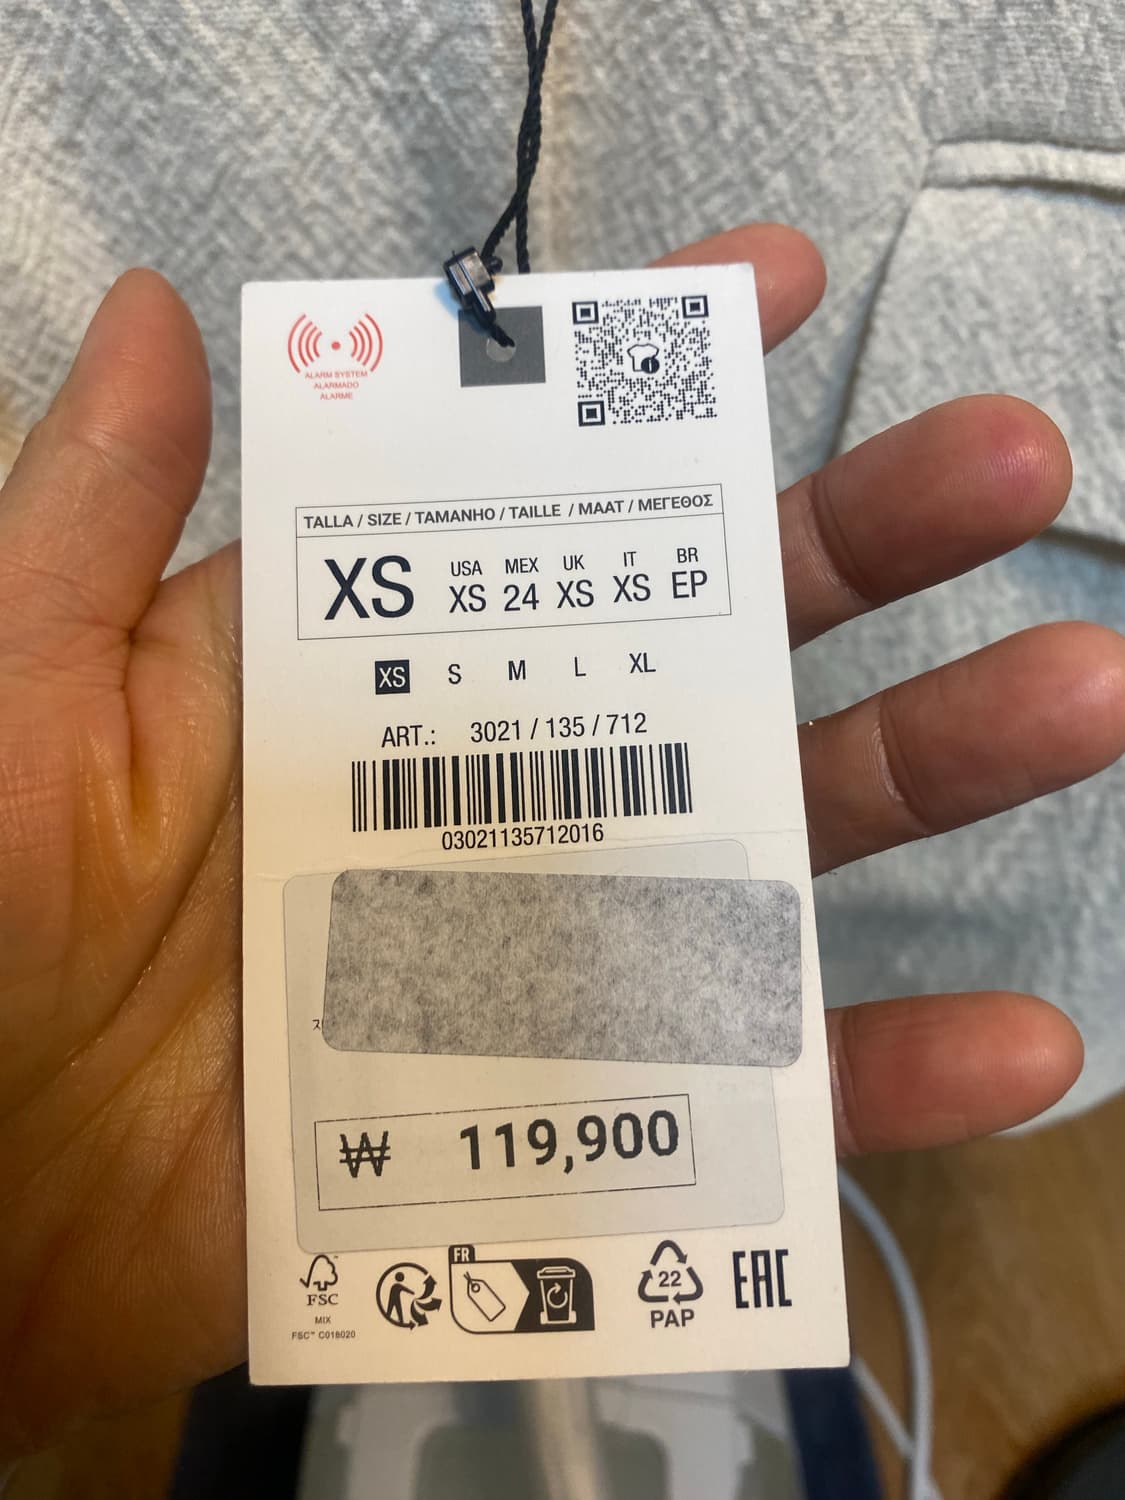 ALARM SYSTEM
ALARMADO
ALARME
TALLA / SIZE / TAMANHO / TAILLE / MAAT / ΜΕΓΕΘΟΣ
XS
USA MEX UK IT BR
XS 24 XS XS EP
XS S M L XL
ART.: 3021 / 135 / 712
03021135712016
₩ 119,900
FR
FSC™
MIX
FSC™ C018020
22
PAP
EAC